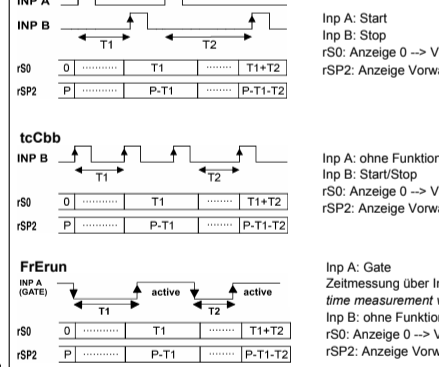 INP A
INP B
T1 T2
rS0 0 ........... T1 ........ T1+T2
rSP2 P ........... P-T1 ........ P-T1-T2
Inp A: Start
Inp B: Stop
rS0: Anzeige 0 --> V
rSP2: Anzeige
tcCbb
INP B
T1 T2
rS0 0 ........... T1 ........ T1+T2
rSP2 P ........... P-T1 ........ P-T1-T2
Inp A: ohne Funktion
Inp B: Start/Stop
rS0: Anzeige 0 --> V
rSP2: Anzeige
FrErun
INP A
(GATE)
active active
T1 T2
rS0 0 ........... T1 ........ T1+T2
rSP2 P ........... P-T1 ........ P-T1-T2
Inp A: Gate
Zeitmessung über
time measurement
Inp B: ohne Funktion
rS0: Anzeige 0 --> V
rSP2: Anzeige